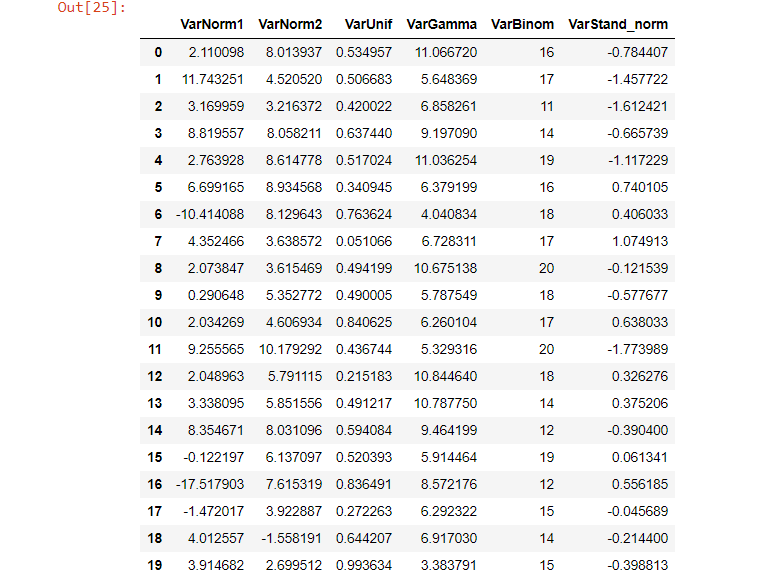 Out[25]:
VarNorm1 VarNorm2 VarUnif VarGamma VarBinom VarStand_norm
0 2.110098 8.013937 0.534957 11.066720 16 -0.784407
1 11.743251 4.520520 0.506683 5.648369 17 -1.457722
2 3.169959 3.216372 0.420022 6.858261 11 -1.612421
3 8.819557 8.058211 0.637440 9.197090 14 -0.665739
4 2.763928 8.614778 0.517024 11.036254 19 -1.117229
5 6.699165 8.934568 0.340945 6.379199 16 0.740105
6 -10.414088 8.129643 0.763624 4.040834 18 0.406033
7 4.352466 3.638572 0.051066 6.728311 17 1.074913
8 2.073847 3.615469 0.494199 10.675138 20 -0.121539
9 0.290648 5.352772 0.490005 5.787549 18 -0.577677
10 2.034269 4.606934 0.840625 6.260104 17 0.638033
11 9.255565 10.179292 0.436744 5.329316 20 -1.773989
12 2.048963 5.791115 0.215183 10.844640 18 0.326276
13 3.338095 5.851556 0.491217 10.787750 14 0.375206
14 8.354671 8.031096 0.594084 9.464199 12 -0.390400
15 -0.122197 6.137097 0.520393 5.914464 19 0.061341
16 -17.517903 7.615319 0.836491 8.572176 12 0.556185
17 -1.472017 3.922887 0.272263 6.292322 15 -0.045689
18 4.012557 -1.558191 0.644207 6.917030 14 -0.214400
19 3.914682 2.699512 0.993634 3.383791 15 -0.398813